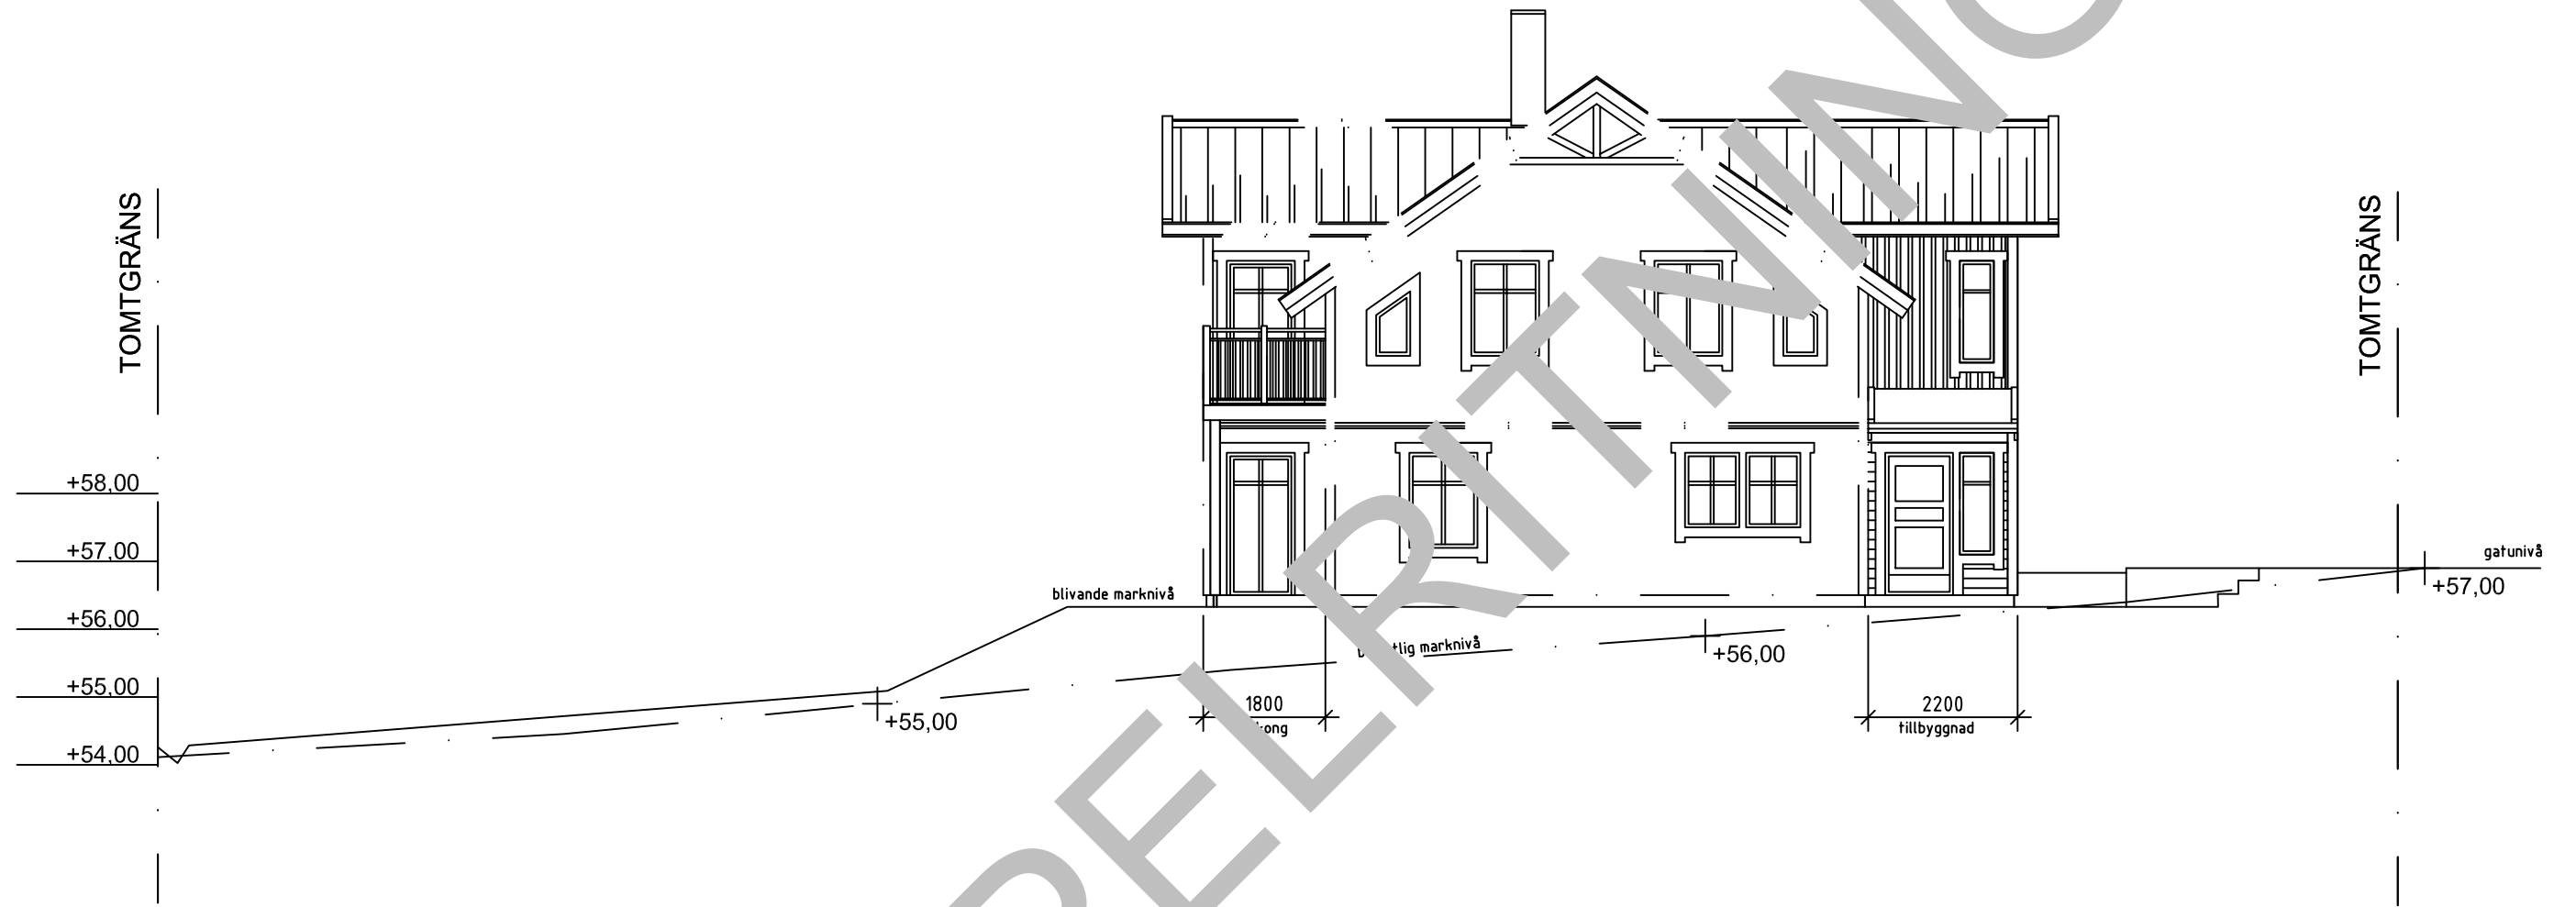 TOMTGRÄNS
TOMTGRÄNS
+58,00
+57,00
+56,00
+55,00
+54,00
blivande marknivå
marknivå
+55,00
+56,00
gatunivå
+57,00
1800
2200
tillbyggnad
ELRITNING